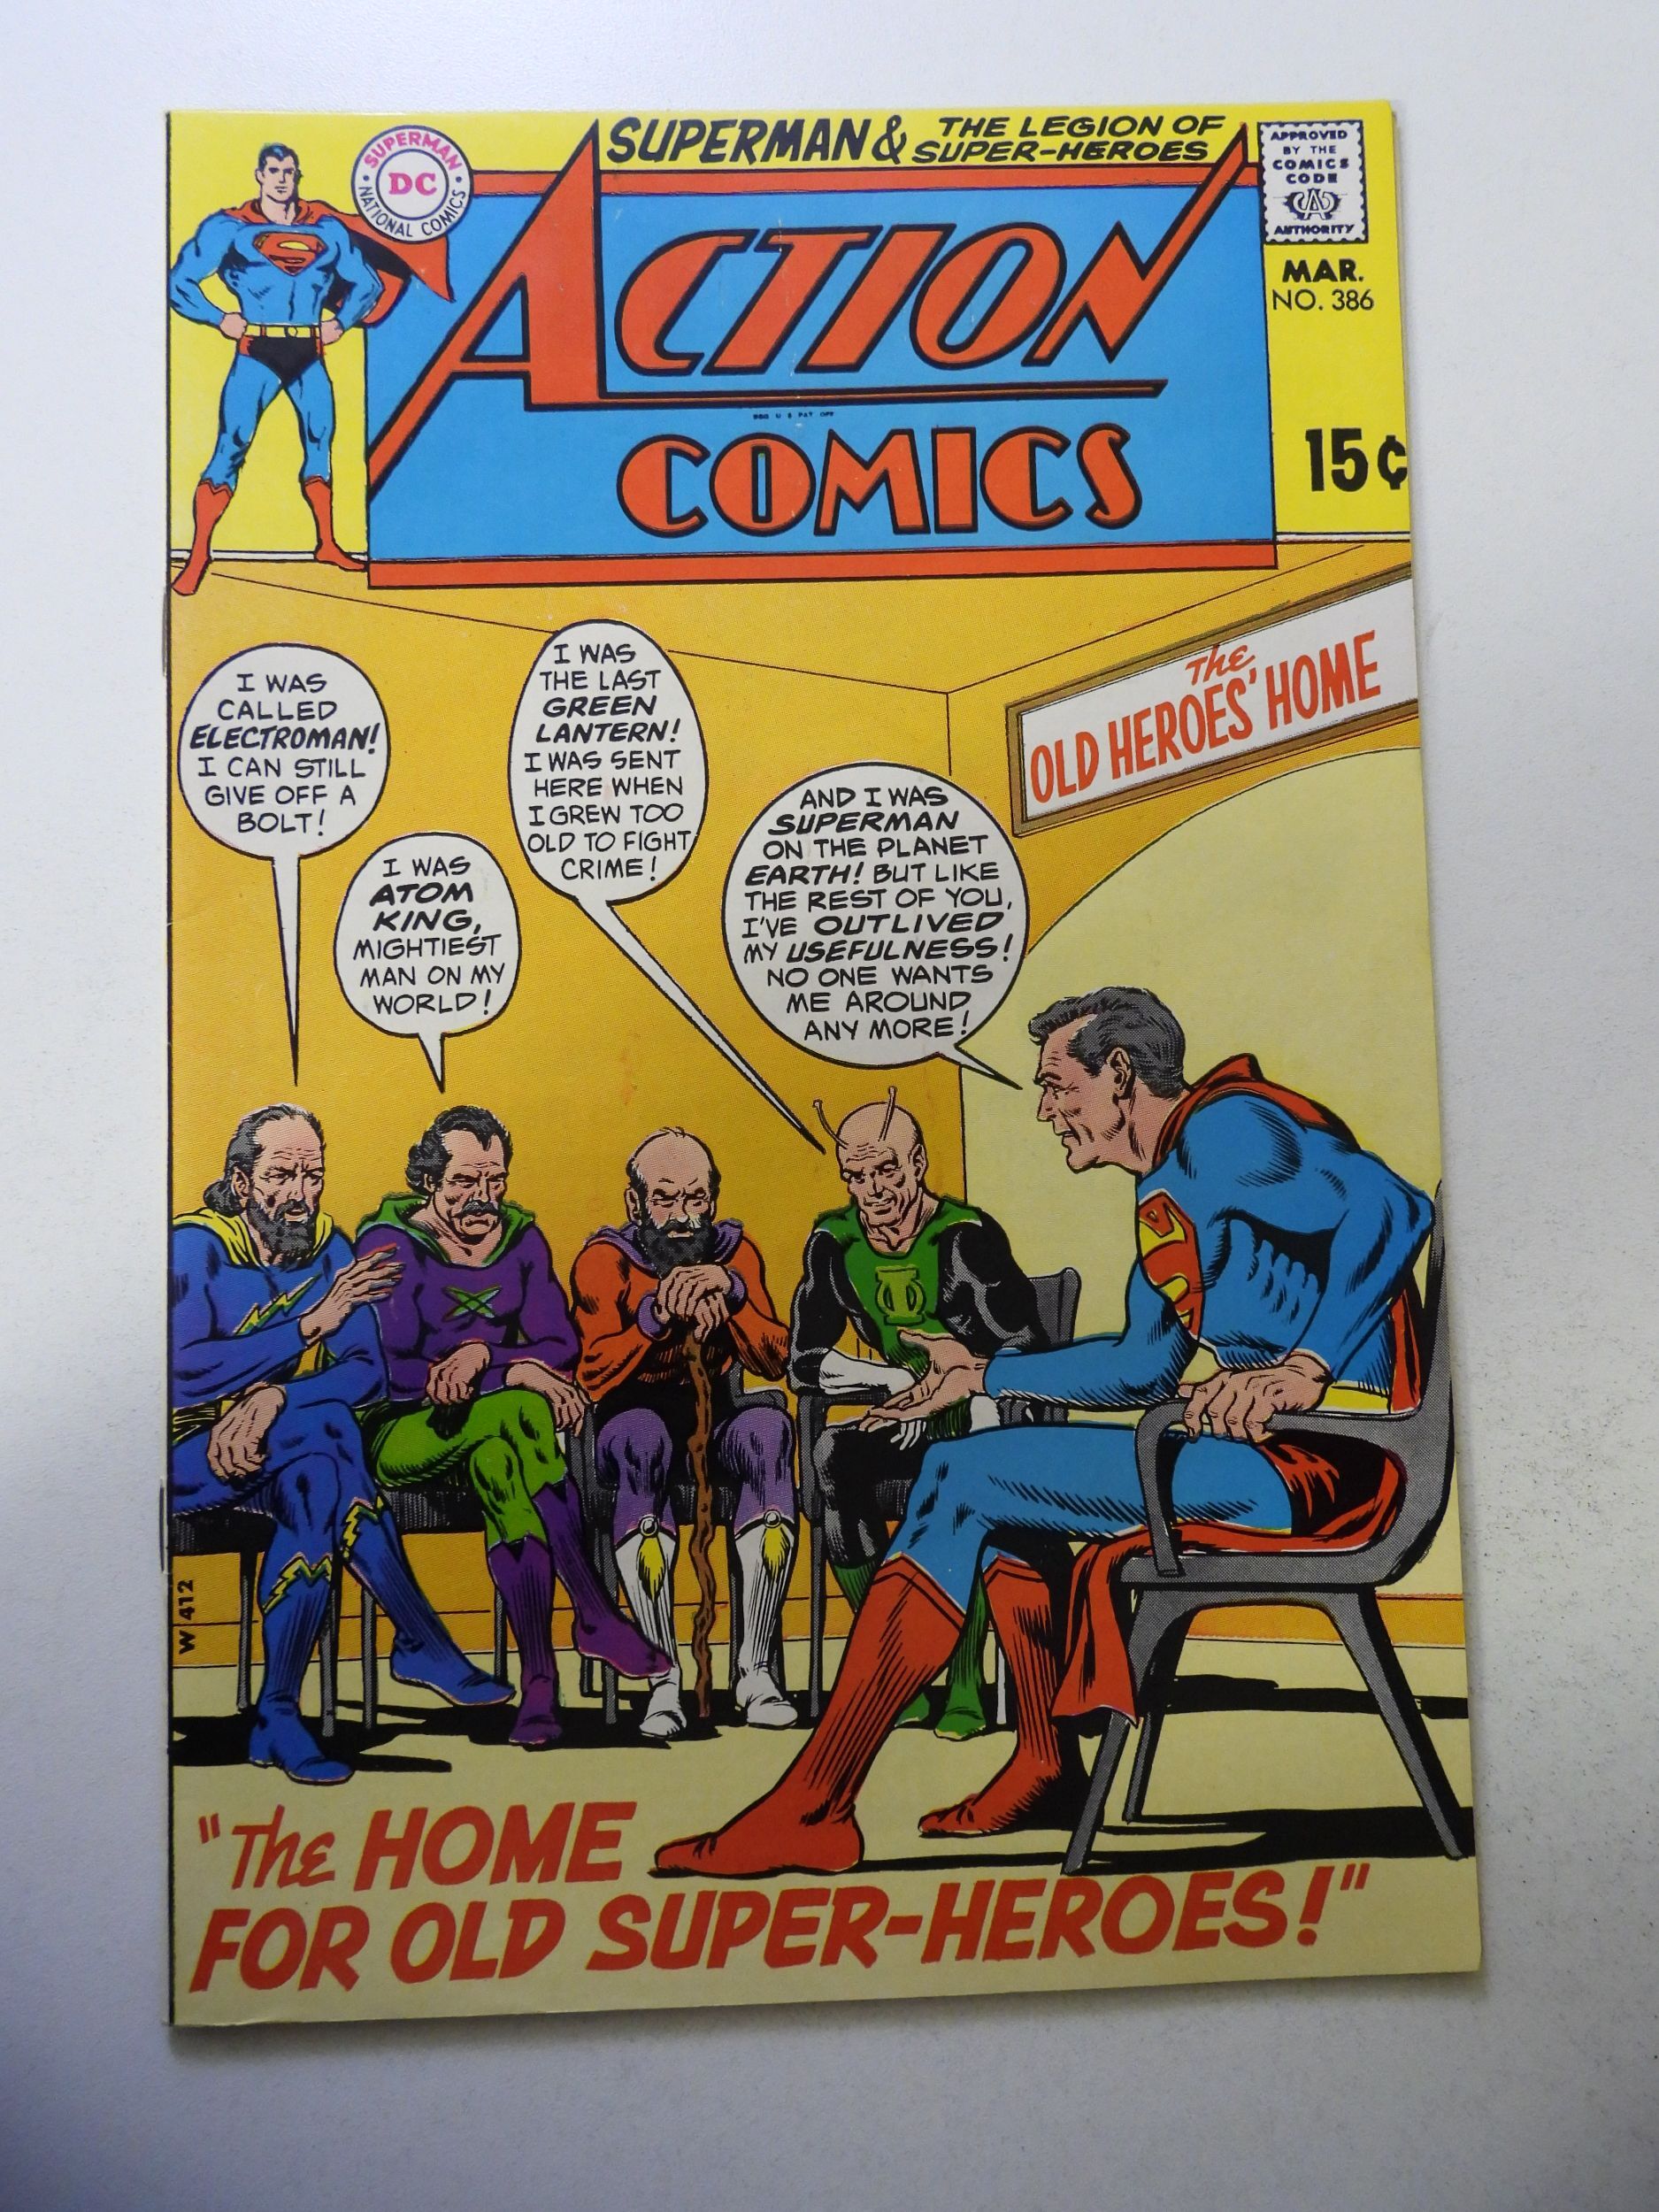 SUPERMAN & THE LEGION OF
SUPER-HEROES
SUPERMAN
DC
NATIONAL COMICS
APPROVED
BY THE
COMICS
CODE
CA
AUTHORITY
ACTION
COMICS
REG U S PAT OFF
MAR.
NO. 386
15¢
The
OLD HEROES' HOME
I WAS
CALLED
ELECTROMAN!
I CAN STILL
GIVE OFF A
BOLT!
I WAS
ATOM
KING,
MIGHTIEST
MAN ON MY
WORLD!
I WAS
THE LAST
GREEN
LANTERN!
I WAS SENT
HERE WHEN
I GREW TOO
OLD TO FIGHT
CRIME!
AND I WAS
SUPERMAN
ON THE PLANET
EARTH! BUT LIKE
THE REST OF YOU,
I'VE OUTLIVED
MY USEFULNESS!
NO ONE WANTS
ME AROUND
ANY MORE!
W 412
"The HOME
FOR OLD SUPER-HEROES!"